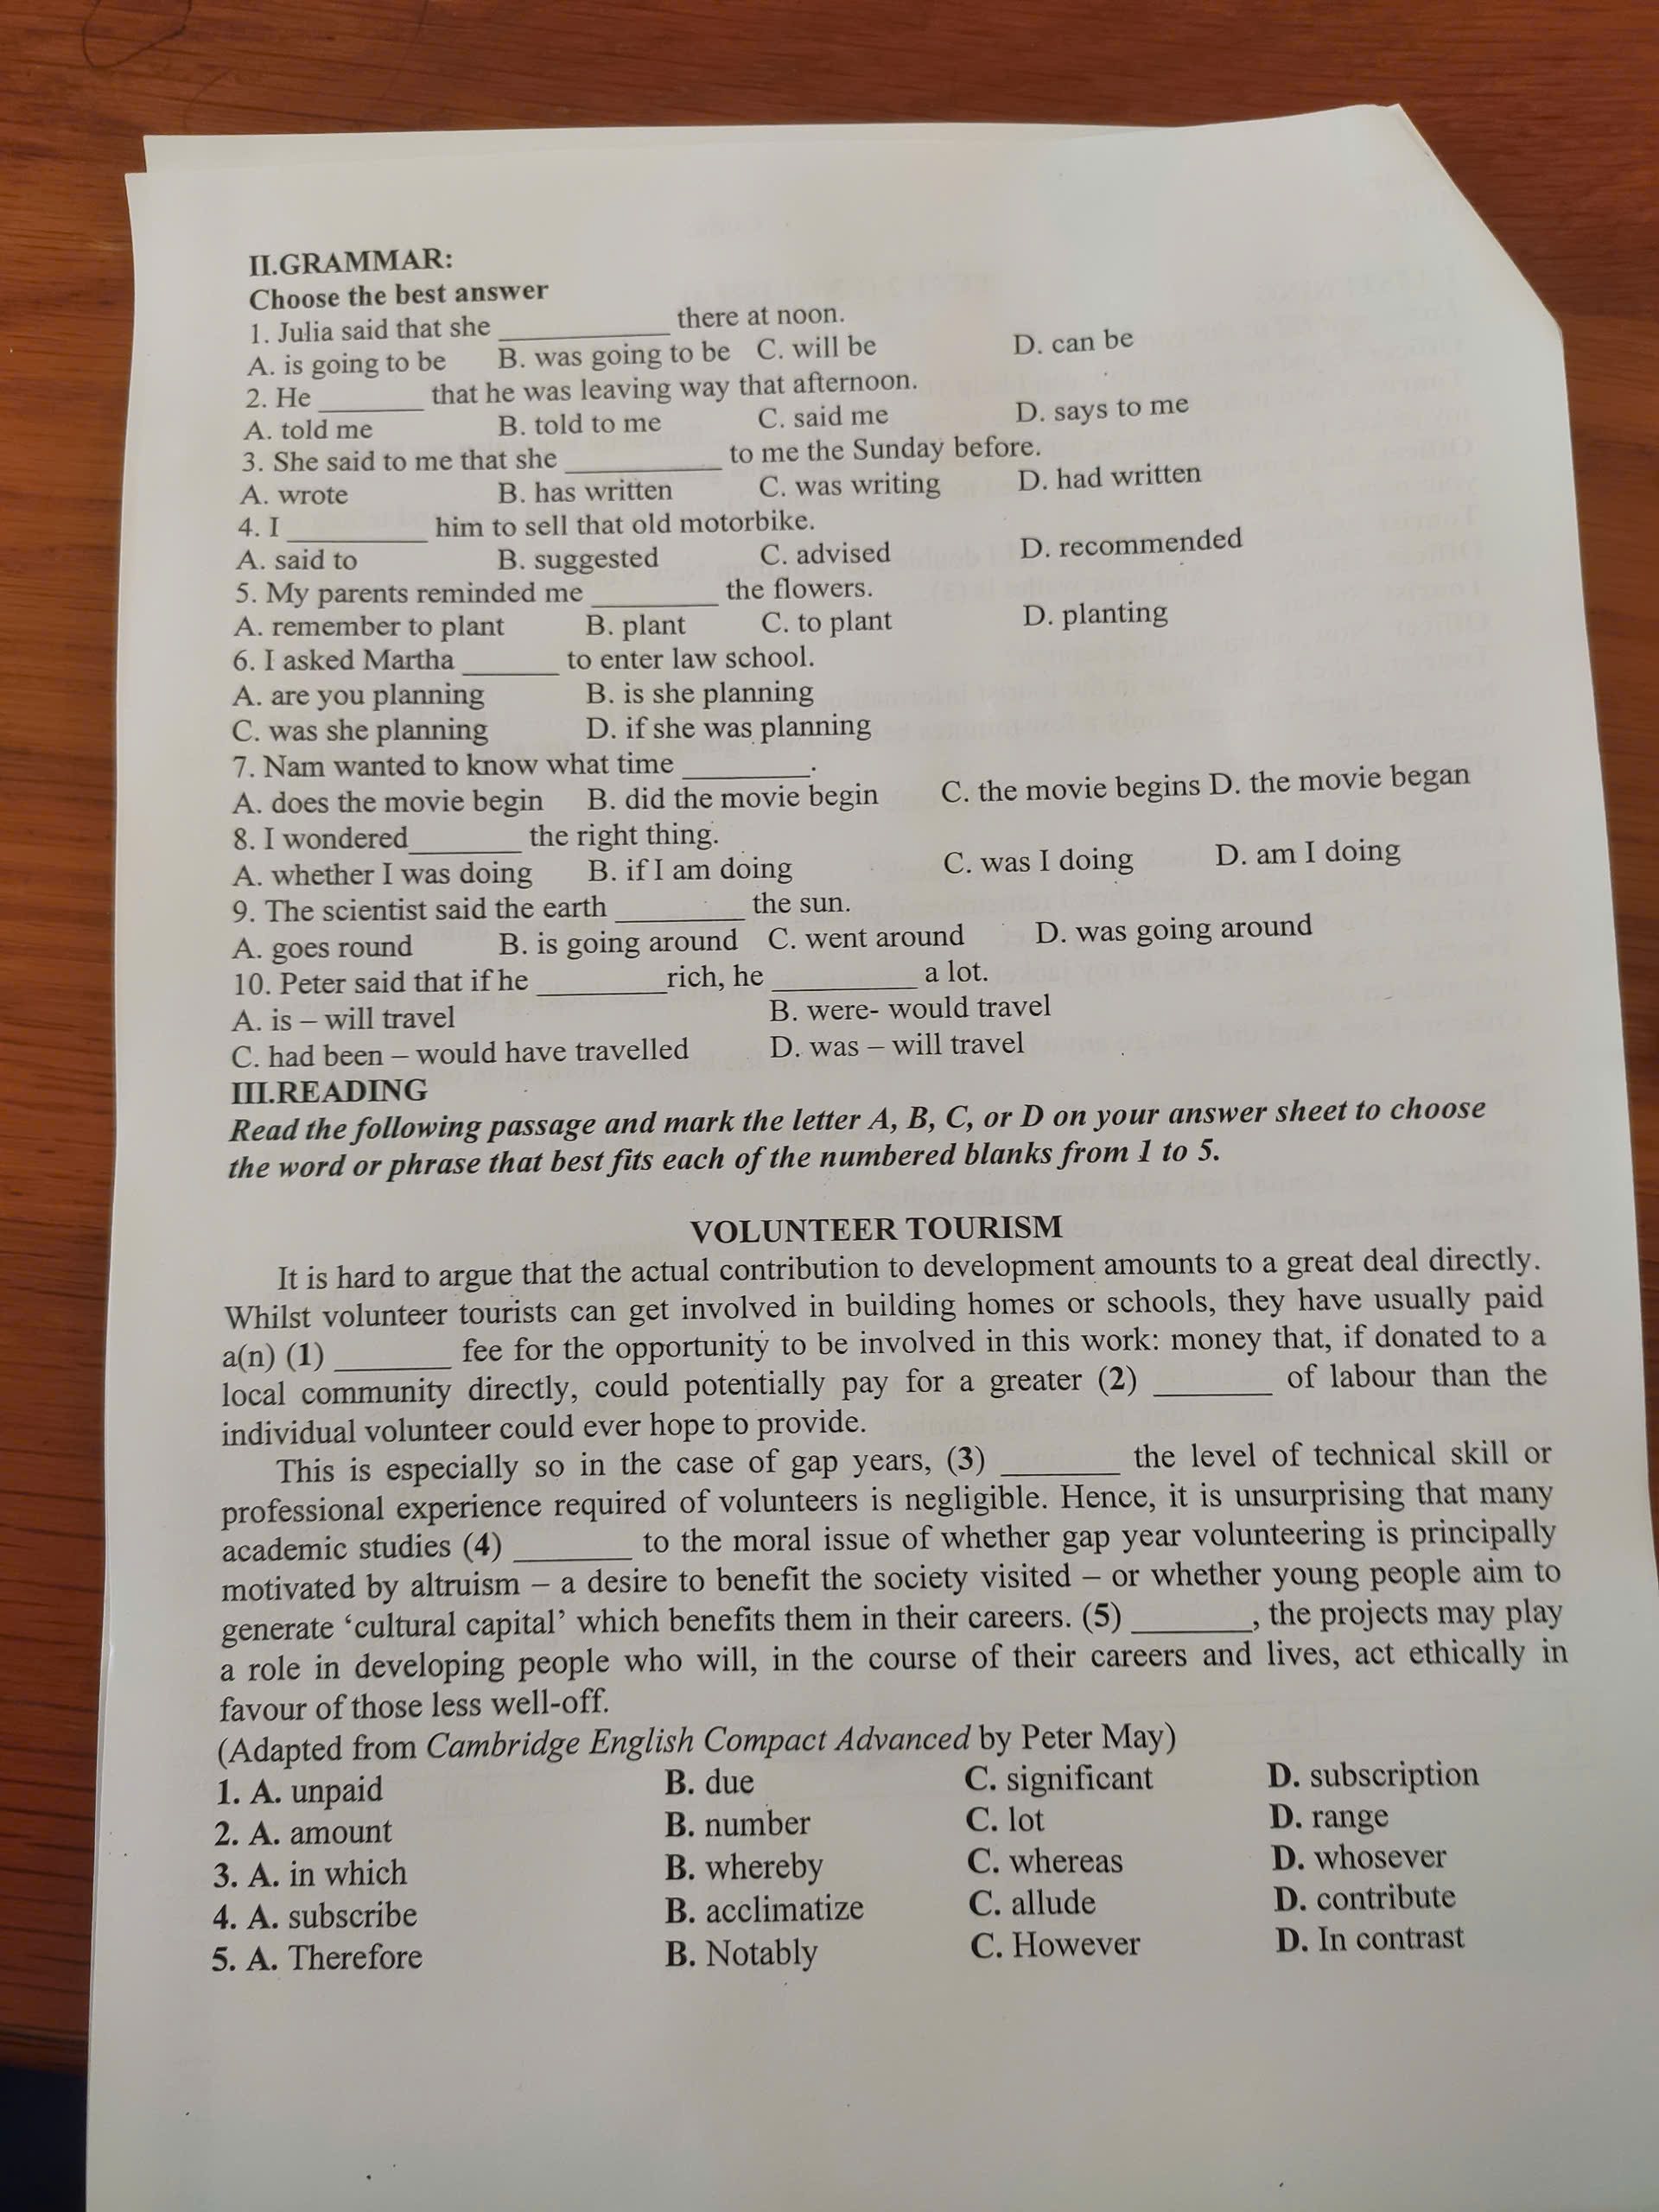 II.GRAMMAR:
Choose the best answer
1. Julia said that she __________ there at noon.
A. is going to be B. was going to be C. will be D. can be
2. He ________ that he was leaving way that afternoon.
A. told me B. told to me C. said me D. says to me
3. She said to me that she __________ to me the Sunday before.
A. wrote B. has written C. was writing D. had written
4. I __________ him to sell that old motorbike.
A. said to B. suggested C. advised D. recommended
5. My parents reminded me _________ the flowers.
A. remember to plant B. plant C. to plant D. planting
6. I asked Martha _______ to enter law school.
A. are you planning B. is she planning
C. was she planning D. if she was planning
7. Nam wanted to know what time _________.
A. does the movie begin B. did the movie begin C. the movie begins D. the movie began
8. I wondered________ the right thing.
A. whether I was doing B. if I am doing C. was I doing D. am I doing
9. The scientist said the earth _________ the sun.
A. goes round B. is going around C. went around D. was going around
10. Peter said that if he _________rich, he __________ a lot.
A. is – will travel B. were- would travel
C. had been – would have travelled D. was – will travel
III.READING
Read the following passage and mark the letter A, B, C, or D on your answer sheet to choose
the word or phrase that best fits each of the numbered blanks from 1 to 5.
VOLUNTEER TOURISM
It is hard to argue that the actual contribution to development amounts to a great deal directly.
Whilst volunteer tourists can get involved in building homes or schools, they have usually paid
a(n) (1) ________ fee for the opportunity to be involved in this work: money that, if donated to a
local community directly, could potentially pay for a greater (2) ________ of labour than the
individual volunteer could ever hope to provide.
This is especially so in the case of gap years, (3) ________ the level of technical skill or
professional experience required of volunteers is negligible. Hence, it is unsurprising that many
academic studies (4) ________ to the moral issue of whether gap year volunteering is principally
motivated by altruism – a desire to benefit the society visited – or whether young people aim to
generate ‘cultural capital’ which benefits them in their careers. (5) ________, the projects may play
a role in developing people who will, in the course of their careers and lives, act ethically in
favour of those less well-off.
(Adapted from Cambridge English Compact Advanced by Peter May)
1. A. unpaid B. due C. significant D. subscription
2. A. amount B. number C. lot D. range
3. A. in which B. whereby C. whereas D. whosever
4. A. subscribe B. acclimatize C. allude D. contribute
5. A. Therefore B. Notably C. However D. In contrast